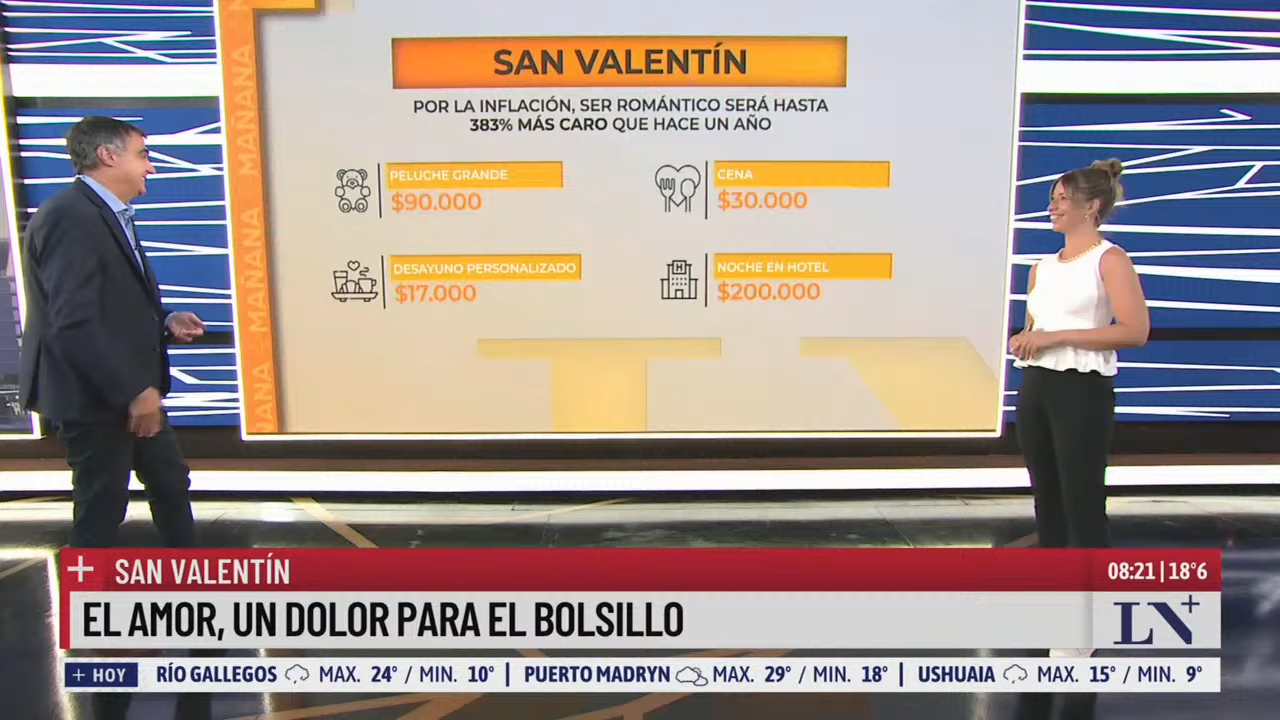 MAÑANA
MAÑANA
SAN VALENTÍN
POR LA INFLACIÓN, SER ROMÁNTICO SERÁ HASTA
383% MÁS CARO QUE HACE UN AÑO
PELUCHE GRANDE
$90.000
CENA
$30.000
DESAYUNO PERSONALIZADO
$17.000
H
NOCHE EN HOTEL
$200.000
+ SAN VALENTÍN
08:21 | 18°6
EL AMOR, UN DOLOR PARA EL BOLSILLO
LN+
+ HOY RÍO GALLEGOS MAX. 24° / MIN. 10° | PUERTO MADRYN MAX. 29° / MIN. 18° | USHUAIA MAX. 15° / MIN. 9°